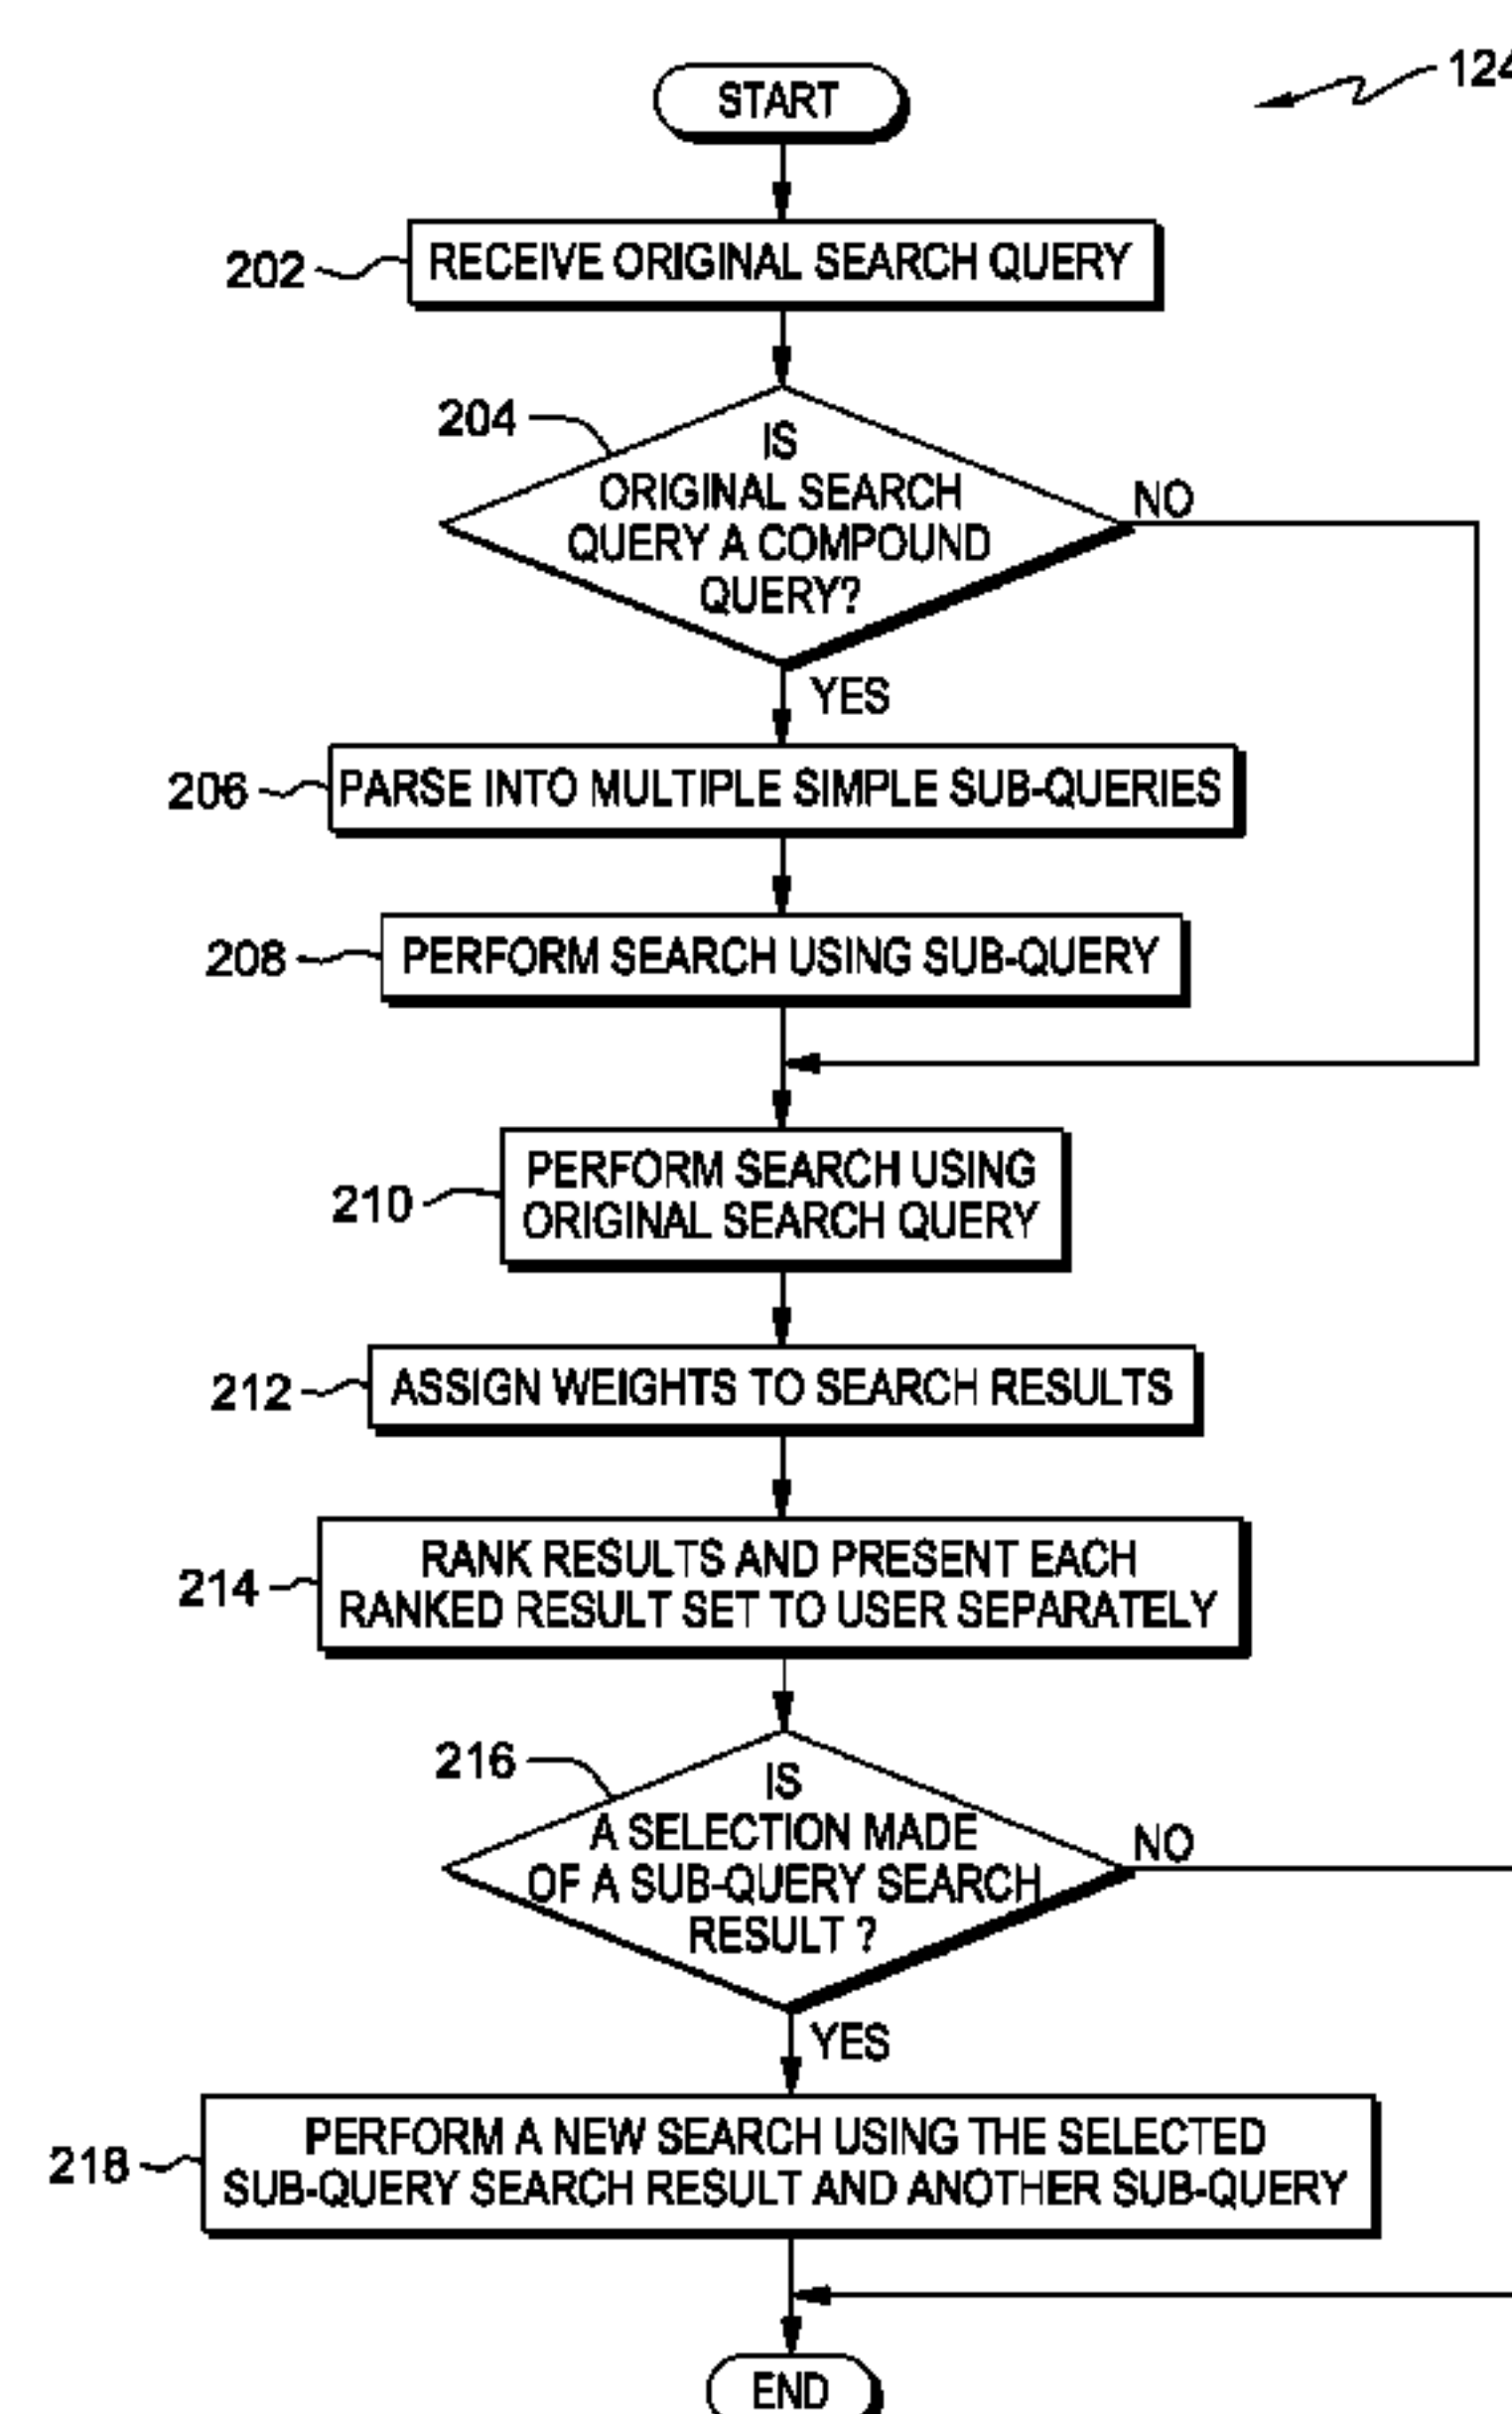 124
START
202
RECEIVE ORIGINAL SEARCH QUERY
204
IS
ORIGINAL SEARCH
QUERY A COMPOUND
QUERY?
NO
YES
206
PARSE INTO MULTIPLE SIMPLE SUB-QUERIES
208
PERFORM SEARCH USING SUB-QUERY
210
PERFORM SEARCH USING
ORIGINAL SEARCH QUERY
212
ASSIGN WEIGHTS TO SEARCH RESULTS
214
RANK RESULTS AND PRESENT EACH
RANKED RESULT SET TO USER SEPARATELY
216
IS
A SELECTION MADE
OF A SUB-QUERY SEARCH
RESULT ?
NO
YES
218
PERFORM A NEW SEARCH USING THE SELECTED
SUB-QUERY SEARCH RESULT AND ANOTHER SUB-QUERY
END